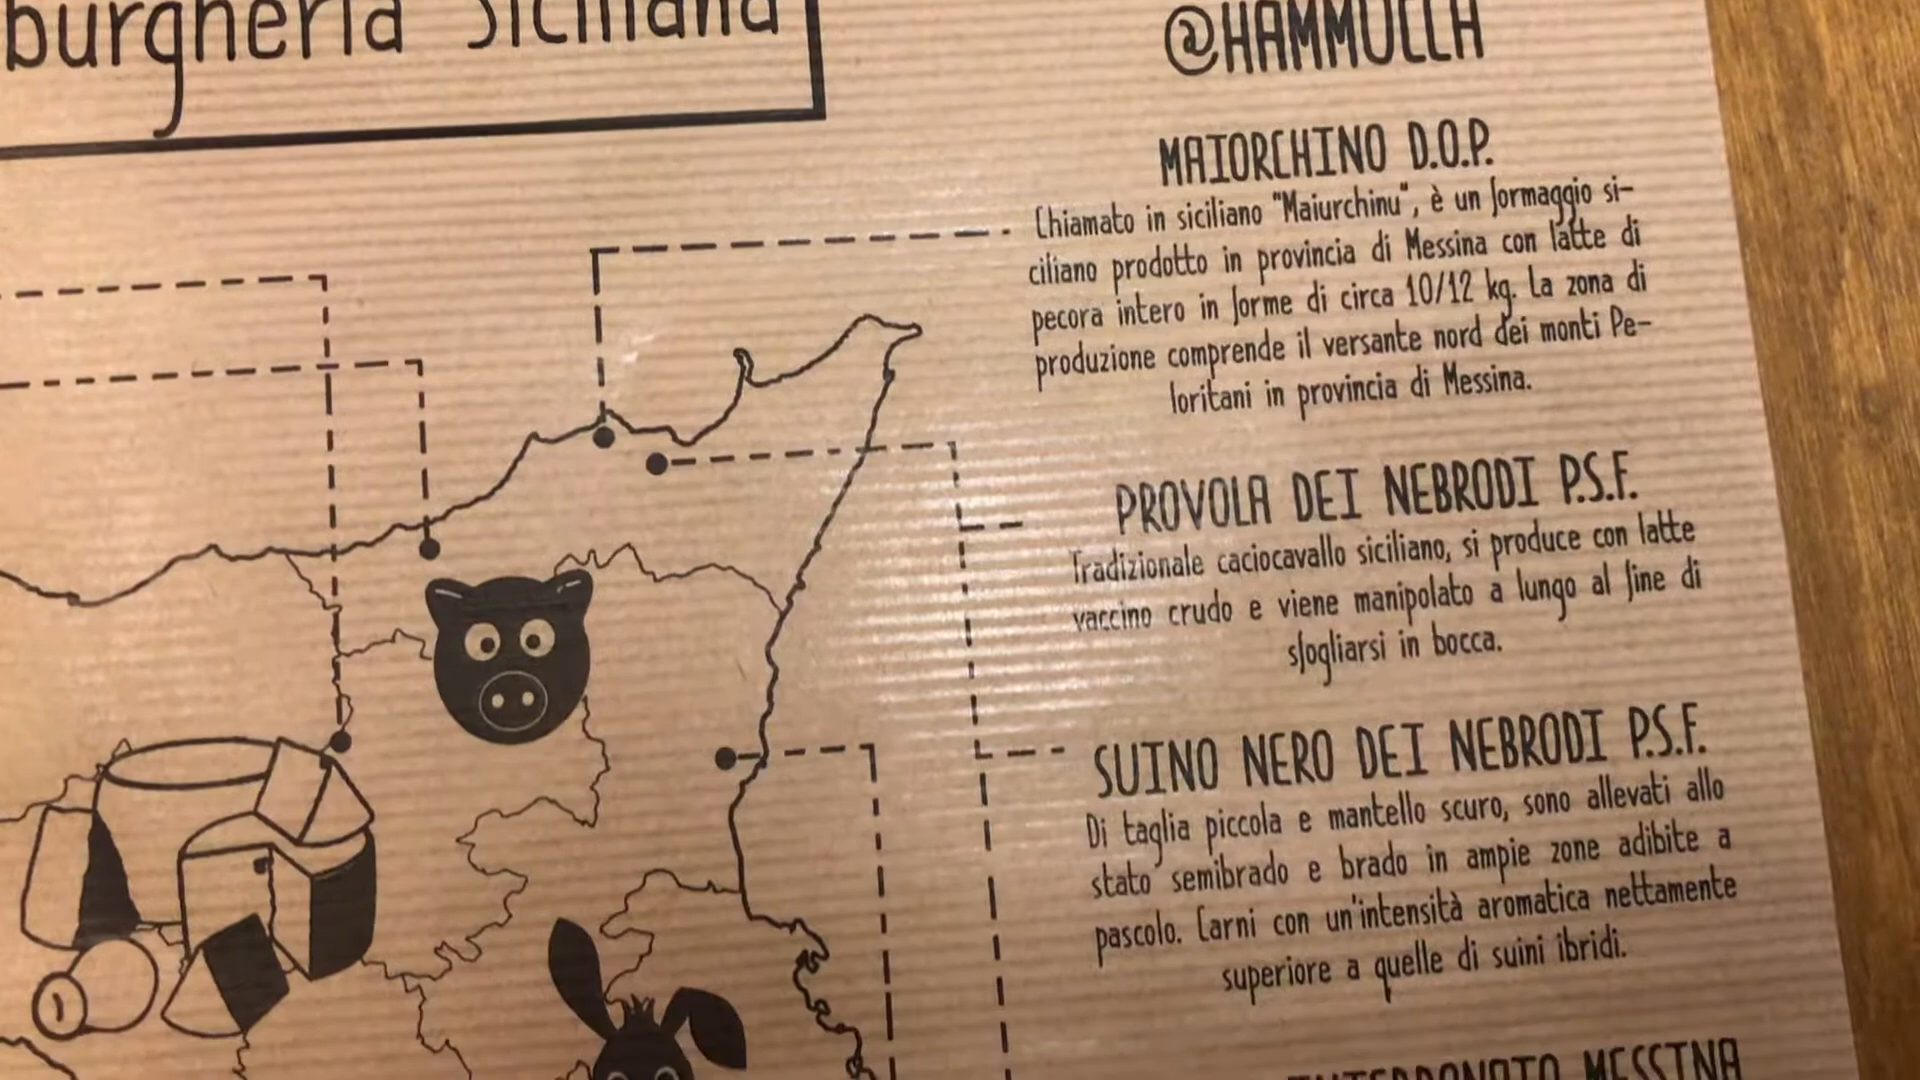 burgheria Siciliana
@HAMMUCCA
MAIORCHINO D.O.P.
Chiamato in siciliano "Maiurchinu", è un formaggio si-
ciliano prodotto in provincia di Messina con latte di
pecora intero in forme di circa 10/12 kg. La zona di
produzione comprende il versante nord dei monti Pe-
loritani in provincia di Messina.
PROVOLA DEI NEBRODI P.S.F.
Tradizionale caciocavallo siciliano, si produce con latte
vaccino crudo e viene manipolato a lungo al fine di
sfogliarsi in bocca.
SUINO NERO DEI NEBRODI P.S.F.
Di taglia piccola e mantello scuro, sono allevati allo
stato semibrado e brado in ampie zone adibite a
pascolo. Carni con un'intensità aromatica nettamente
superiore a quelle di suini ibridi.
INTERDONATO MESSINA